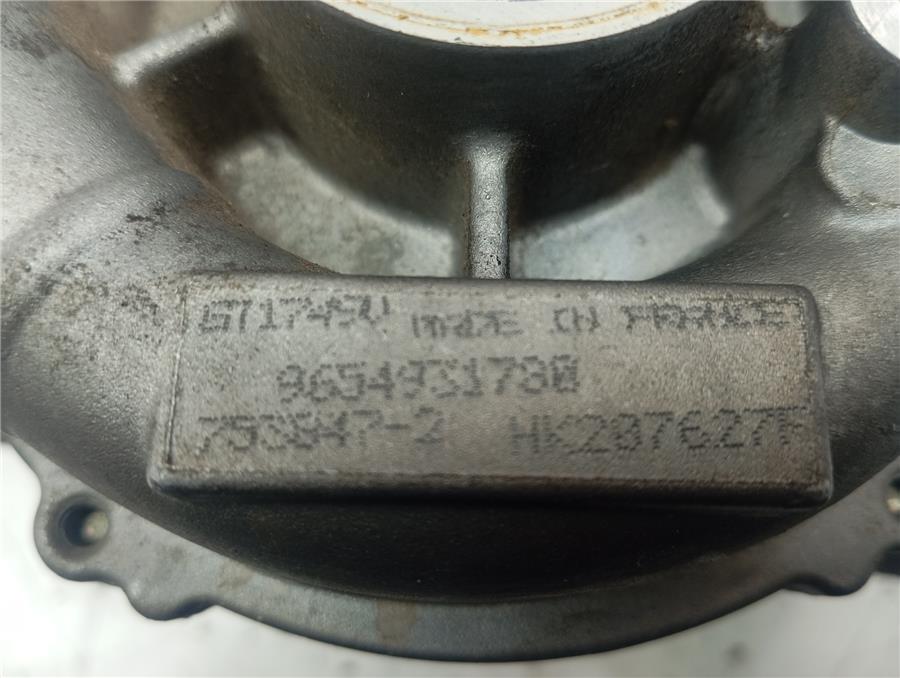 GT1749V MADE IN FRANCE
9654931780
753847-2 HK207627F